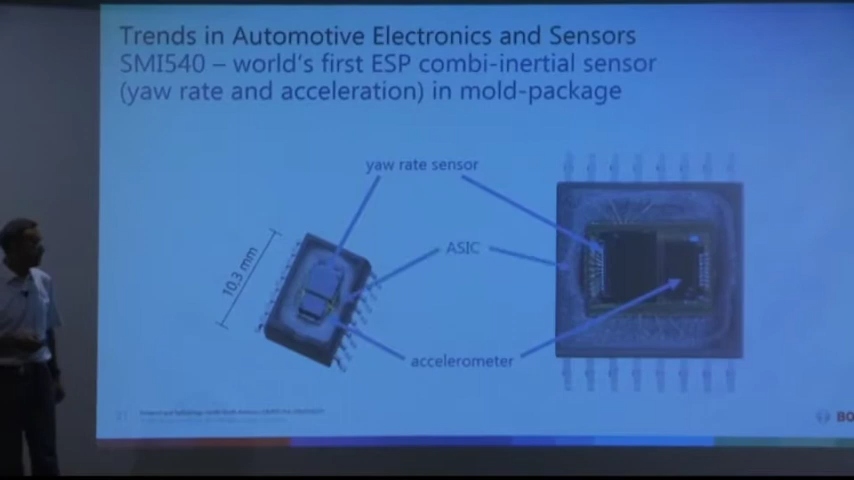 Trends in Automotive Electronics and Sensors
SMI540 – world's first ESP combi-inertial sensor
(yaw rate and acceleration) in mold-package
yaw rate sensor
10.3 mm
ASIC
accelerometer
BO